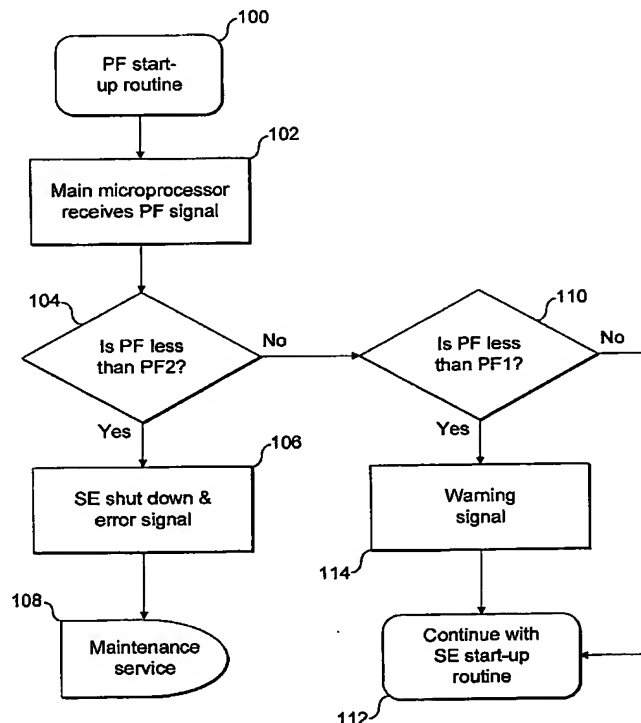 100
PF start-
up routine
102
Main microprocessor
receives PF signal
104
Is PF less
than PF2?
No
Yes
110
Is PF less
than PF1?
No
Yes
106
SE shut down &
error signal
Warning
signal
114
108
Maintenance
service
Continue with
SE start-up
routine
112